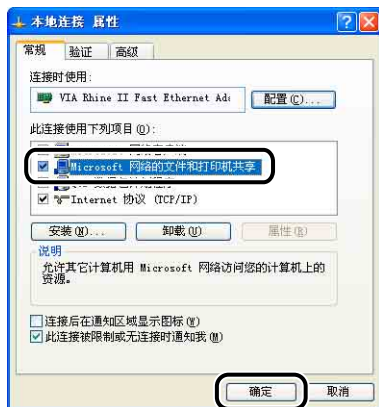 本地连接 属性
常规 验证 高级
连接时使用:
VIA Rhine II Fast Ethernet Ada
配置(C)...
此连接使用下列项目(O):
Microsoft 网络的文件和打印机共享
Internet 协议 (TCP/IP)
安装(N)... 卸载(U) 属性(R)
说明
允许其它计算机用 Microsoft 网络访问您的计算机上的
资源。
连接后在通知区域显示图标(W)
此连接被限制或无连接时通知我(M)
确定 取消